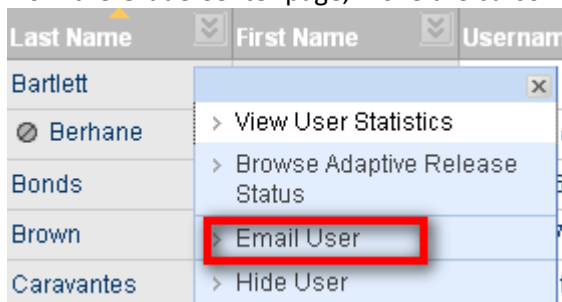 Last Name First Name Usernam
Bartlett
Berhane
Bonds
Brown
Caravantes
> View User Statistics
> Browse Adaptive Release
Status
> Email User
> Hide User